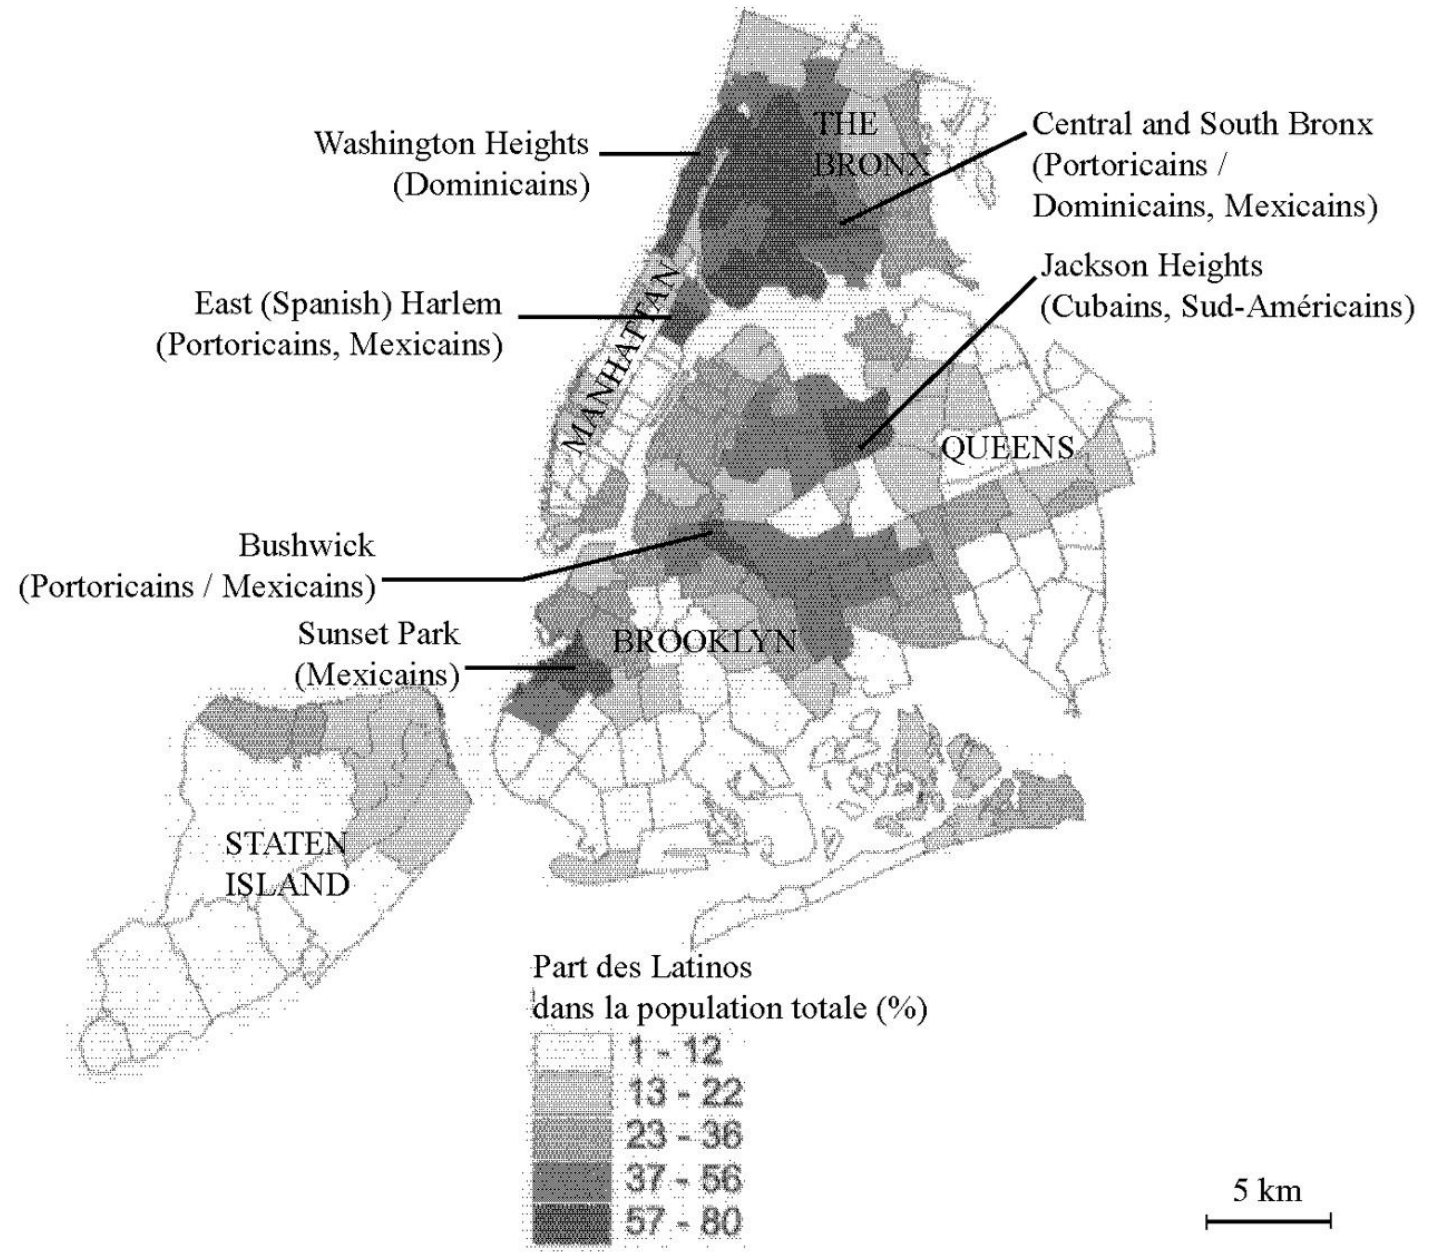 THE
BRONX
Washington Heights
(Dominicains)
Central and South Bronx
(Portoricains /
Dominicains, Mexicains)
Jackson Heights
(Cubains, Sud-Américains)
East (Spanish) Harlem
(Portoricains, Mexicains)
MANHATTAN
QUEENS
Bushwick
(Portoricains / Mexicains)
Sunset Park
(Mexicains)
BROOKLYN
STATEN
ISLAND
Part des Latinos
dans la population totale (%)
1 - 12
13 - 22
23 - 36
37 - 56
57 - 80
5 km